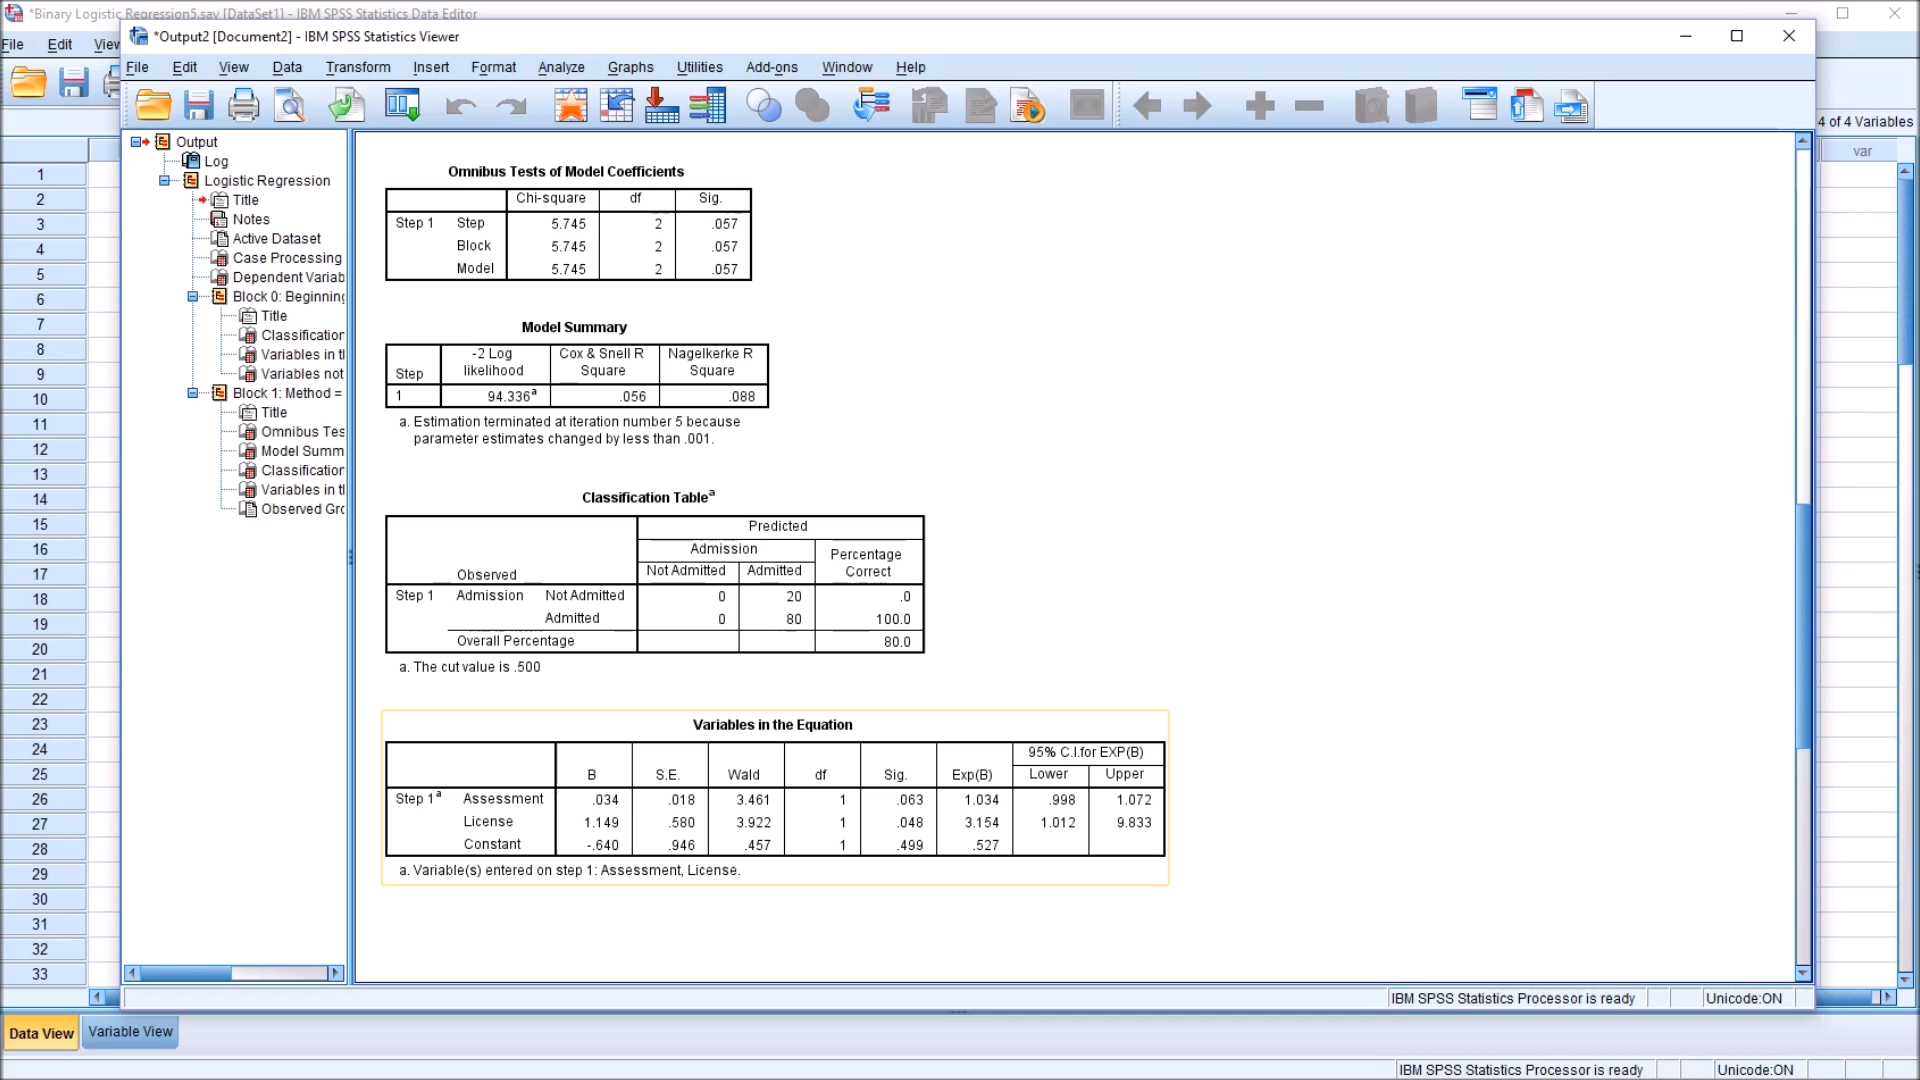 *Binary Logistic Regression5.sav [DataSet1] - IBM SPSS Statistics Data Editor
*Output2 [Document2] - IBM SPSS Statistics Viewer
File Edit View
File Edit View Data Transform Insert Format Analyze Graphs Utilities Add-ons Window Help
4 of 4 Variables
var
1
2
3
4
5
6
7
8
9
10
11
12
13
14
15
16
17
18
19
20
21
22
23
24
25
26
27
28
29
30
31
32
33
Output
Log
Logistic Regression
Title
Notes
Active Dataset
Case Processing
Dependent Variab
Block 0: Beginning
Title
Classification
Variables in t
Variables not
Block 1: Method =
Title
Omnibus Tes
Model Summ
Classification
Variables in t
Observed Gro
Omnibus Tests of Model Coefficients
Chi-square df Sig.
Step 1 Step 5.745 2 .057
Block 5.745 2 .057
Model 5.745 2 .057
Model Summary
Step -2 Log likelihood Cox & Snell R Square Nagelkerke R Square
1 94.336a .056 .088
a. Estimation terminated at iteration number 5 because
parameter estimates changed by less than .001.
Classification Tablea
Predicted
Admission Percentage Correct
Observed Not Admitted Admitted
Step 1 Admission Not Admitted 0 20 .0
Admitted 0 80 100.0
Overall Percentage 80.0
a. The cut value is .500
Variables in the Equation
95% C.I.for EXP(B)
B S.E. Wald df Sig. Exp(B) Lower Upper
Step 1a Assessment .034 .018 3.461 1 .063 1.034 .998 1.072
License 1.149 .580 3.922 1 .048 3.154 1.012 9.833
Constant -.640 .946 .457 1 .499 .527
a. Variable(s) entered on step 1: Assessment, License.
IBM SPSS Statistics Processor is ready Unicode:ON
Data View Variable View
IBM SPSS Statistics Processor is ready Unicode:ON